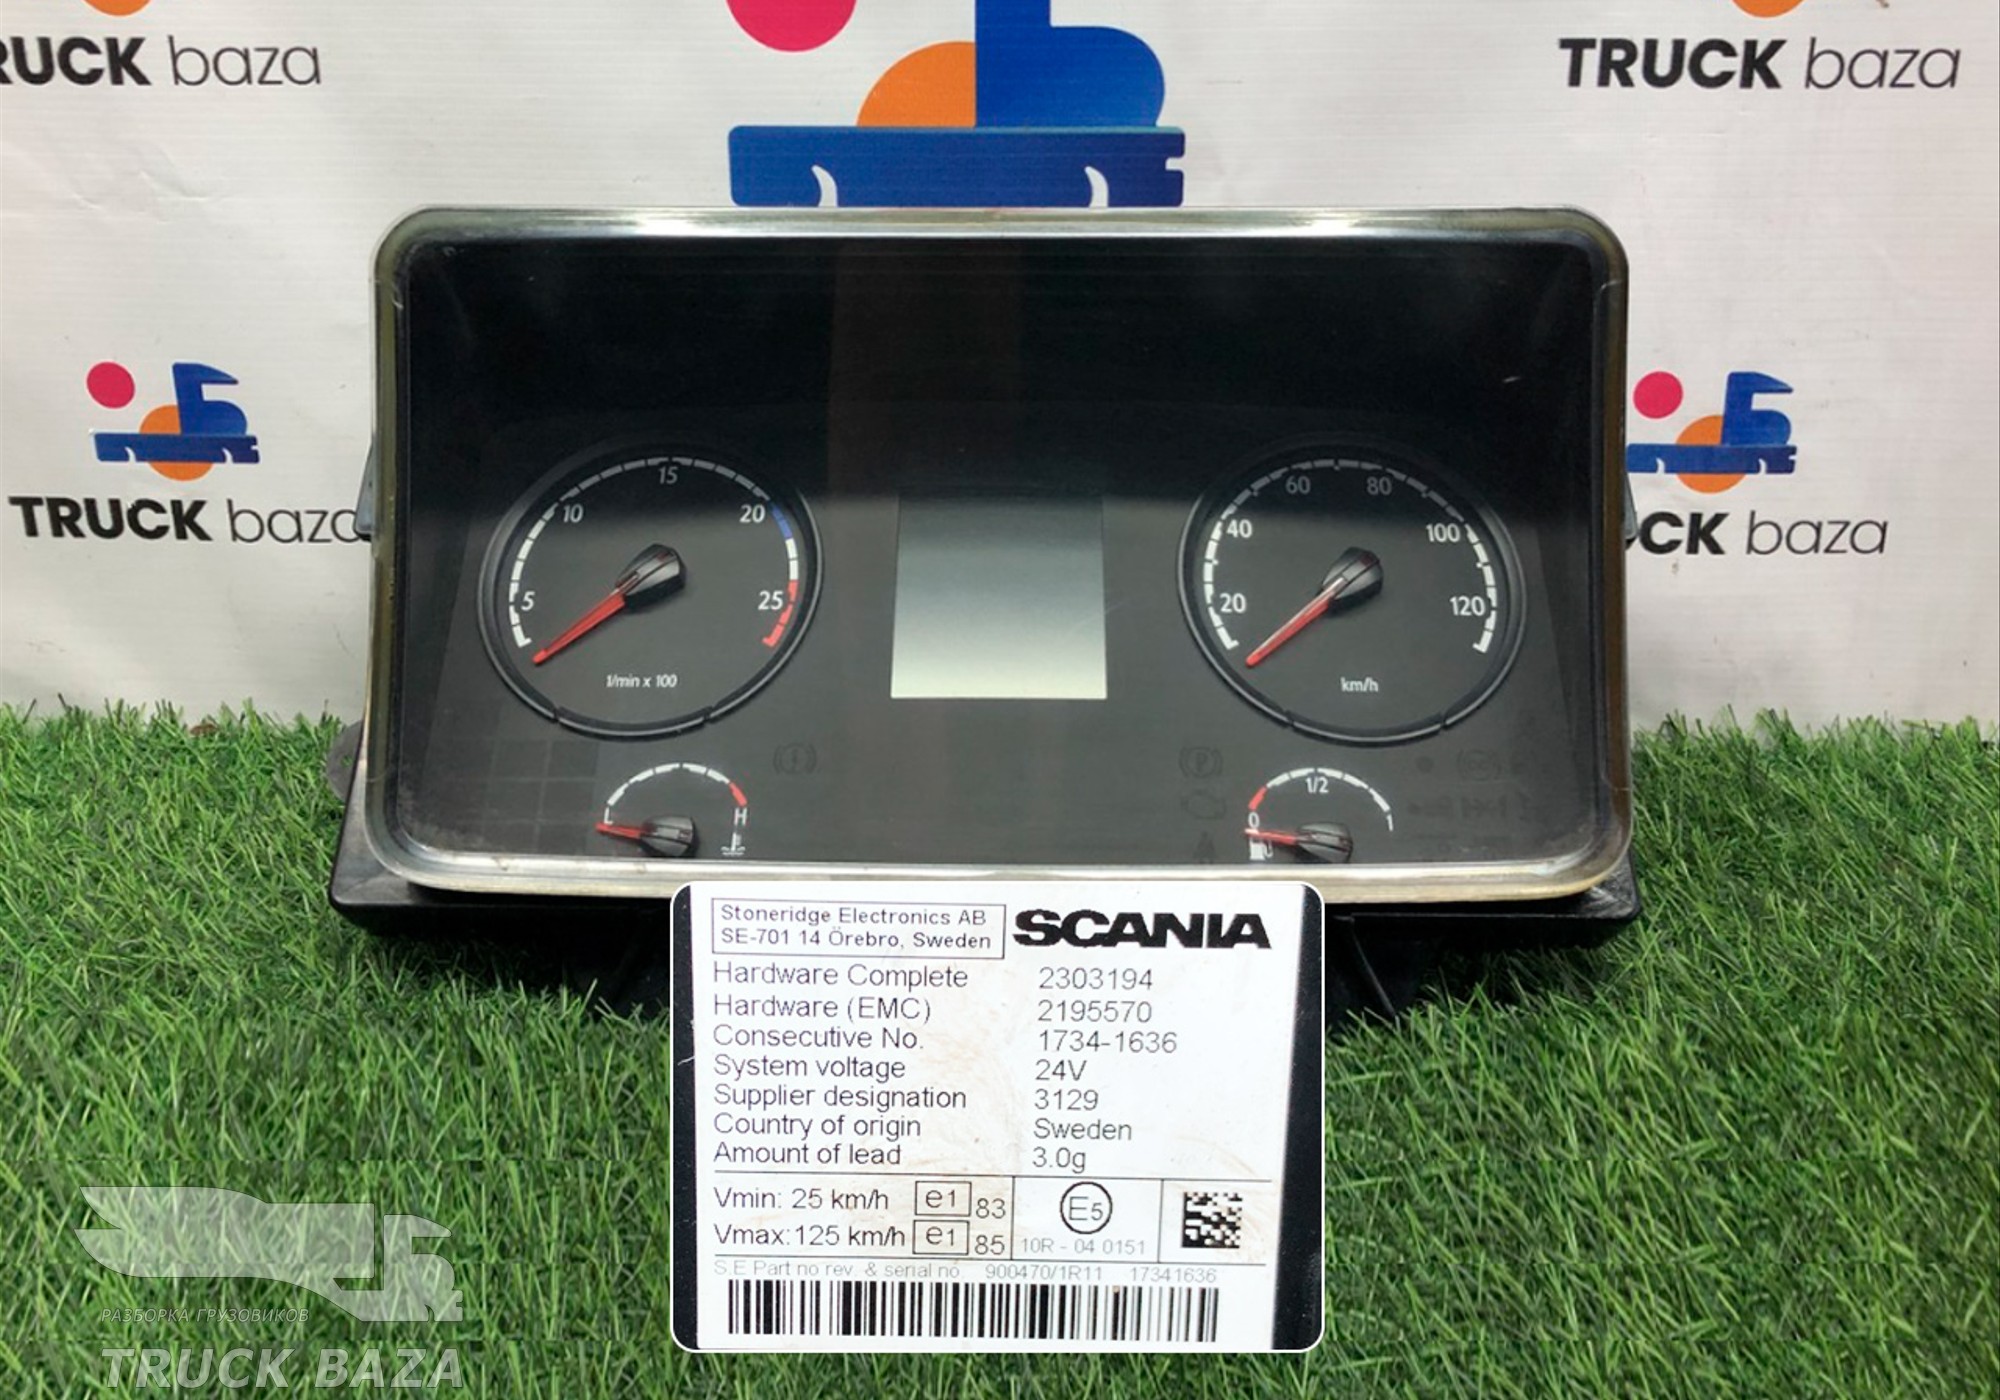 TRUCK baza
TRUCK baza
TRUCK baza
CK baza
5 10 15 20 25
1/min x 100
20 40 60 80 100 120
km/h
L H
0 1/2 1
P
Stoneridge Electronics AB
SE-701 14 Örebro, Sweden
SCANIA
Hardware Complete 2303194
Hardware (EMC) 2195570
Consecutive No. 1734-1636
System voltage 24V
Supplier designation 3129
Country of origin Sweden
Amount of lead 3.0g
Vmin: 25 km/h e1 83
Vmax:125 km/h e1 85
E5
10R - 04 0151
S.E Part no rev. & serial no 900470/1R11 17341636
РАЗБОРКА ГРУЗОВИКОВ
TRUCK BAZA